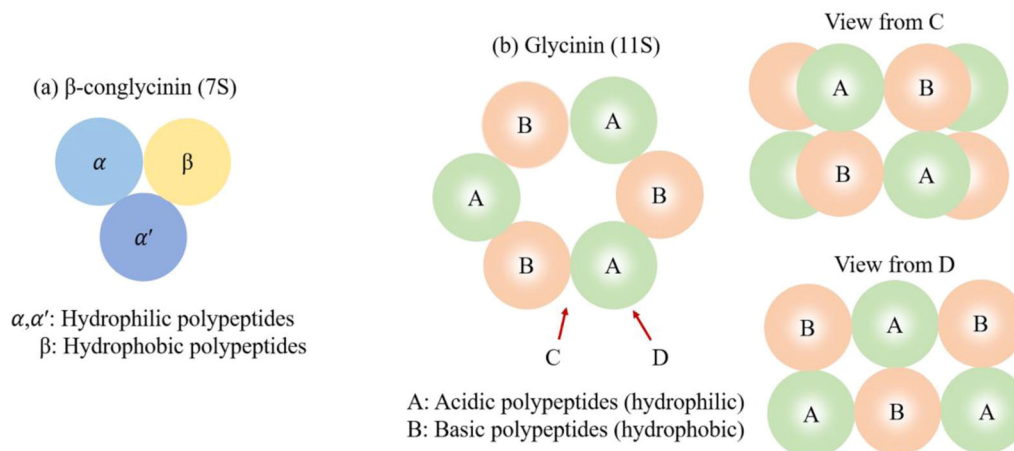 (a) β-conglycinin (7S)
α
β
α′
α,α′: Hydrophilic polypeptides
β: Hydrophobic polypeptides
(b) Glycinin (11S)
B
A
A
B
B
A
C
D
A: Acidic polypeptides (hydrophilic)
B: Basic polypeptides (hydrophobic)
View from C
A B
B A
View from D
B A B
A B A